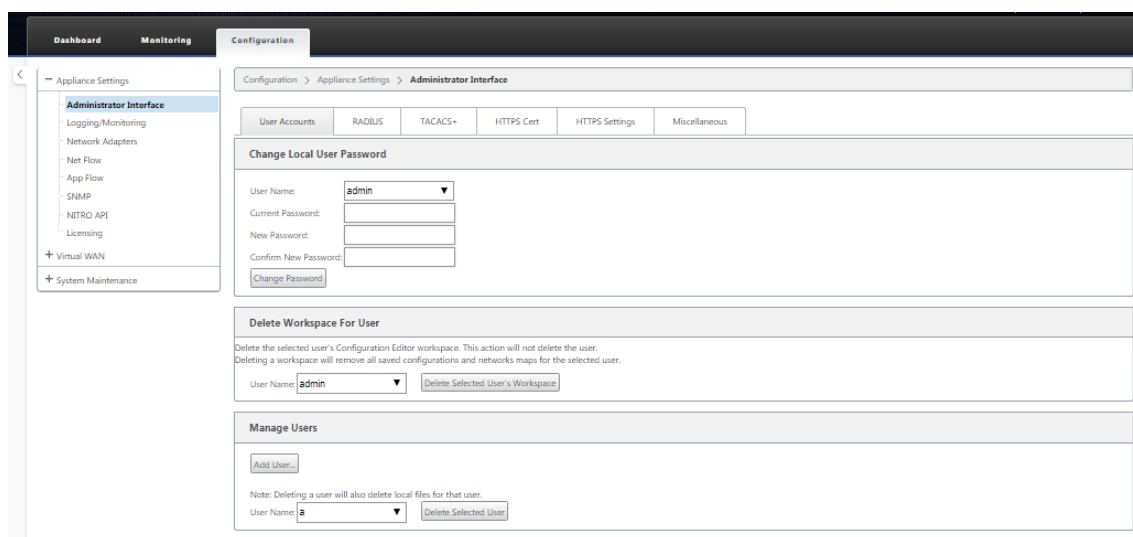 Dashboard Monitoring Configuration
Appliance Settings
Administrator Interface
Logging/Monitoring
Network Adapters
Net Flow
App Flow
SNMP
NITRO API
Licensing
Virtual WAN
System Maintenance
Configuration > Appliance Settings > Administrator Interface
User Accounts RADIUS TACACS+ HTTPS Cert HTTPS Settings Miscellaneous
Change Local User Password
User Name: admin
Current Password:
New Password:
Confirm New Password:
Change Password
Delete Workspace For User
Delete the selected user's Configuration Editor workspace. This action will not delete the user.
Deleting a workspace will remove all saved configurations and networks maps for the selected user.
User Name: admin Delete Selected User's Workspace
Manage Users
Add User...
Note: Deleting a user will also delete local files for that user.
User Name: a Delete Selected User